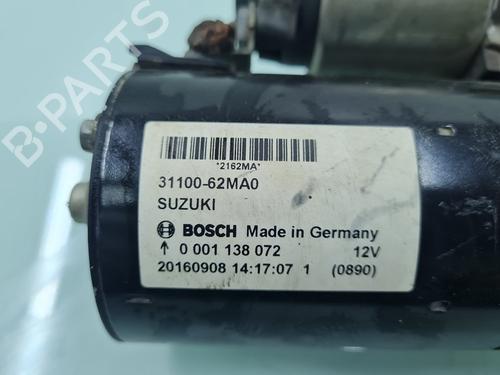 B-PARTS
*2162MA*
31100-62MA0
SUZUKI
BOSCH Made in Germany
↑ 0 001 138 072 12V
20160908 14:17:07 1 (0890)